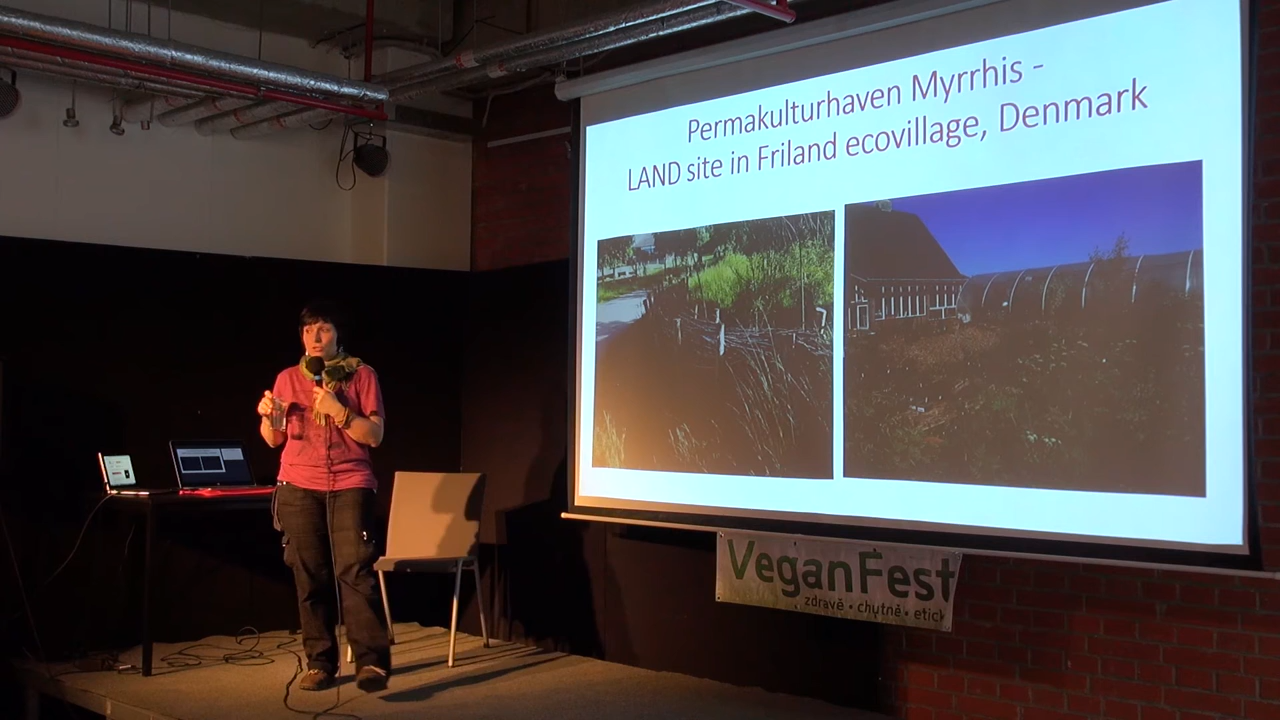 Permakulturhaven Myrrhis -
LAND site in Friland ecovillage, Denmark
VeganFest
zdravě • chutně • etick